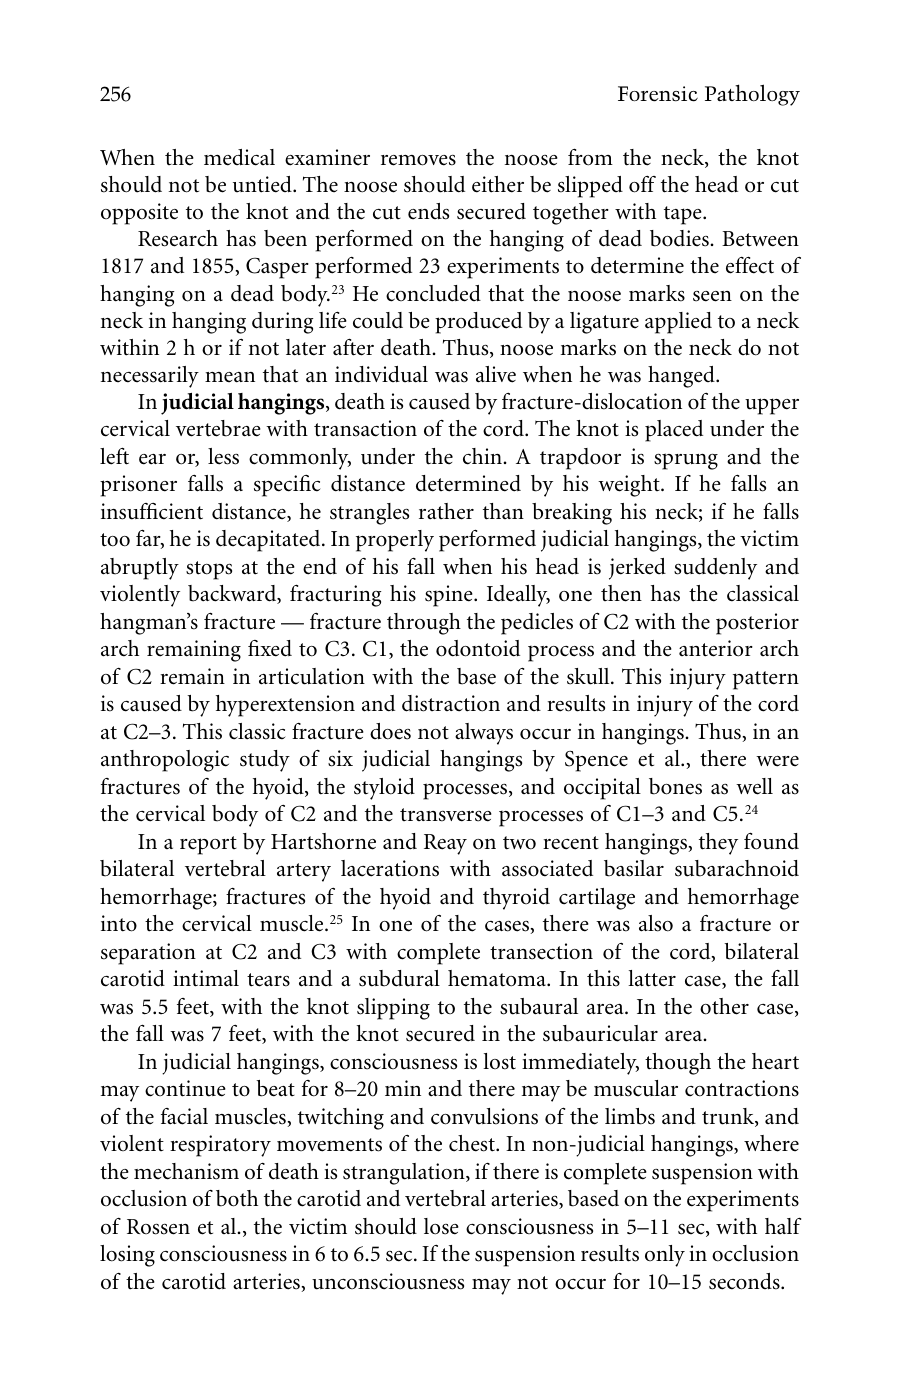 256 Forensic Pathology
When the medical examiner removes the noose from the neck, the knot
should not be untied. The noose should either be slipped off the head or cut
opposite to the knot and the cut ends secured together with tape.
Research has been performed on the hanging of dead bodies. Between
1817 and 1855, Casper performed 23 experiments to determine the effect of
hanging on a dead body.23 He concluded that the noose marks seen on the
neck in hanging during life could be produced by a ligature applied to a neck
within 2 h or if not later after death. Thus, noose marks on the neck do not
necessarily mean that an individual was alive when he was hanged.
In judicial hangings, death is caused by fracture-dislocation of the upper
cervical vertebrae with transaction of the cord. The knot is placed under the
left ear or, less commonly, under the chin. A trapdoor is sprung and the
prisoner falls a specific distance determined by his weight. If he falls an
insufficient distance, he strangles rather than breaking his neck; if he falls
too far, he is decapitated. In properly performed judicial hangings, the victim
abruptly stops at the end of his fall when his head is jerked suddenly and
violently backward, fracturing his spine. Ideally, one then has the classical
hangman's fracture — fracture through the pedicles of C2 with the posterior
arch remaining fixed to C3. C1, the odontoid process and the anterior arch
of C2 remain in articulation with the base of the skull. This injury pattern
is caused by hyperextension and distraction and results in injury of the cord
at C2–3. This classic fracture does not always occur in hangings. Thus, in an
anthropologic study of six judicial hangings by Spence et al., there were
fractures of the hyoid, the styloid processes, and occipital bones as well as
the cervical body of C2 and the transverse processes of C1–3 and C5.24
In a report by Hartshorne and Reay on two recent hangings, they found
bilateral vertebral artery lacerations with associated basilar subarachnoid
hemorrhage; fractures of the hyoid and thyroid cartilage and hemorrhage
into the cervical muscle.25 In one of the cases, there was also a fracture or
separation at C2 and C3 with complete transection of the cord, bilateral
carotid intimal tears and a subdural hematoma. In this latter case, the fall
was 5.5 feet, with the knot slipping to the subaural area. In the other case,
the fall was 7 feet, with the knot secured in the subauricular area.
In judicial hangings, consciousness is lost immediately, though the heart
may continue to beat for 8–20 min and there may be muscular contractions
of the facial muscles, twitching and convulsions of the limbs and trunk, and
violent respiratory movements of the chest. In non-judicial hangings, where
the mechanism of death is strangulation, if there is complete suspension with
occlusion of both the carotid and vertebral arteries, based on the experiments
of Rossen et al., the victim should lose consciousness in 5–11 sec, with half
losing consciousness in 6 to 6.5 sec. If the suspension results only in occlusion
of the carotid arteries, unconsciousness may not occur for 10–15 seconds.